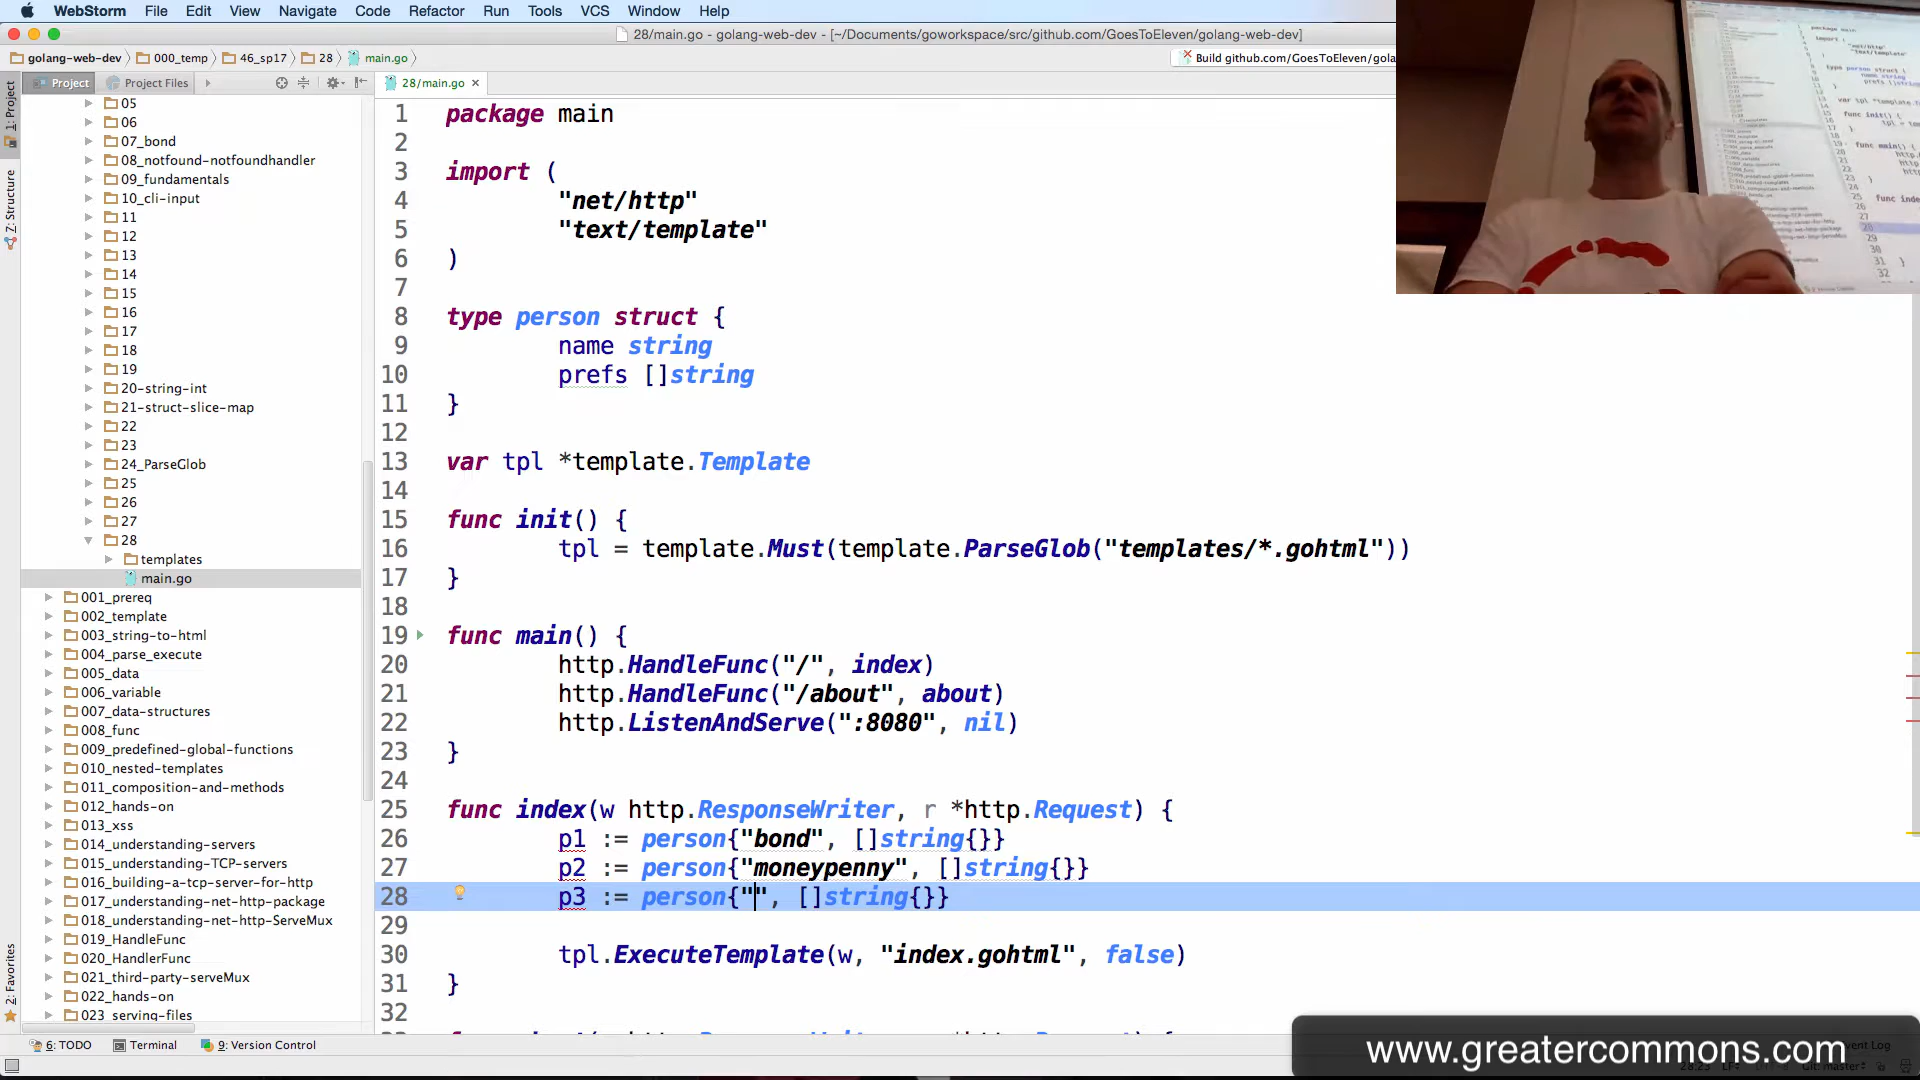 WebStorm File Edit View Navigate Code Refactor Run Tools VCS Window Help
28/main.go - golang-web-dev - [~/Documents/goworkspace/src/github.com/GoesToEleven/golang-web-dev]
golang-web-dev 000_temp 46_sp17 28 main.go
Build github.com/GoesToEleven/gola
Project Project Files
28/main.go
1: Project
Z: Structure
2: Favorites
05
06
07_bond
08_notfound-notfoundhandler
09_fundamentals
10_cli-input
11
12
13
14
15
16
17
18
19
20-string-int
21-struct-slice-map
22
23
24_ParseGlob
25
26
27
28
templates
main.go
001_prereq
002_template
003_string-to-html
004_parse_execute
005_data
006_variable
007_data-structures
008_func
009_predefined-global-functions
010_nested-templates
011_composition-and-methods
012_hands-on
013_xss
014_understanding-servers
015_understanding-TCP-servers
016_building-a-tcp-server-for-http
017_understanding-net-http-package
018_understanding-net-http-ServeMux
019_HandleFunc
020_HandlerFunc
021_third-party-serveMux
022_hands-on
023_serving-files
1 package main
2
3 import (
4 "net/http"
5 "text/template"
6 )
7
8 type person struct {
9 name string
10 prefs []string
11 }
12
13 var tpl *template.Template
14
15 func init() {
16 tpl = template.Must(template.ParseGlob("templates/*.gohtml"))
17 }
18
19 func main() {
20 http.HandleFunc("/", index)
21 http.HandleFunc("/about", about)
22 http.ListenAndServe(":8080", nil)
23 }
24
25 func index(w http.ResponseWriter, r *http.Request) {
26 p1 := person{"bond", []string{}}
27 p2 := person{"moneypenny", []string{}}
28 p3 := person{"", []string{}}
29
30 tpl.ExecuteTemplate(w, "index.gohtml", false)
31 }
32
6: TODO Terminal 9: Version Control
www.greatercommons.com